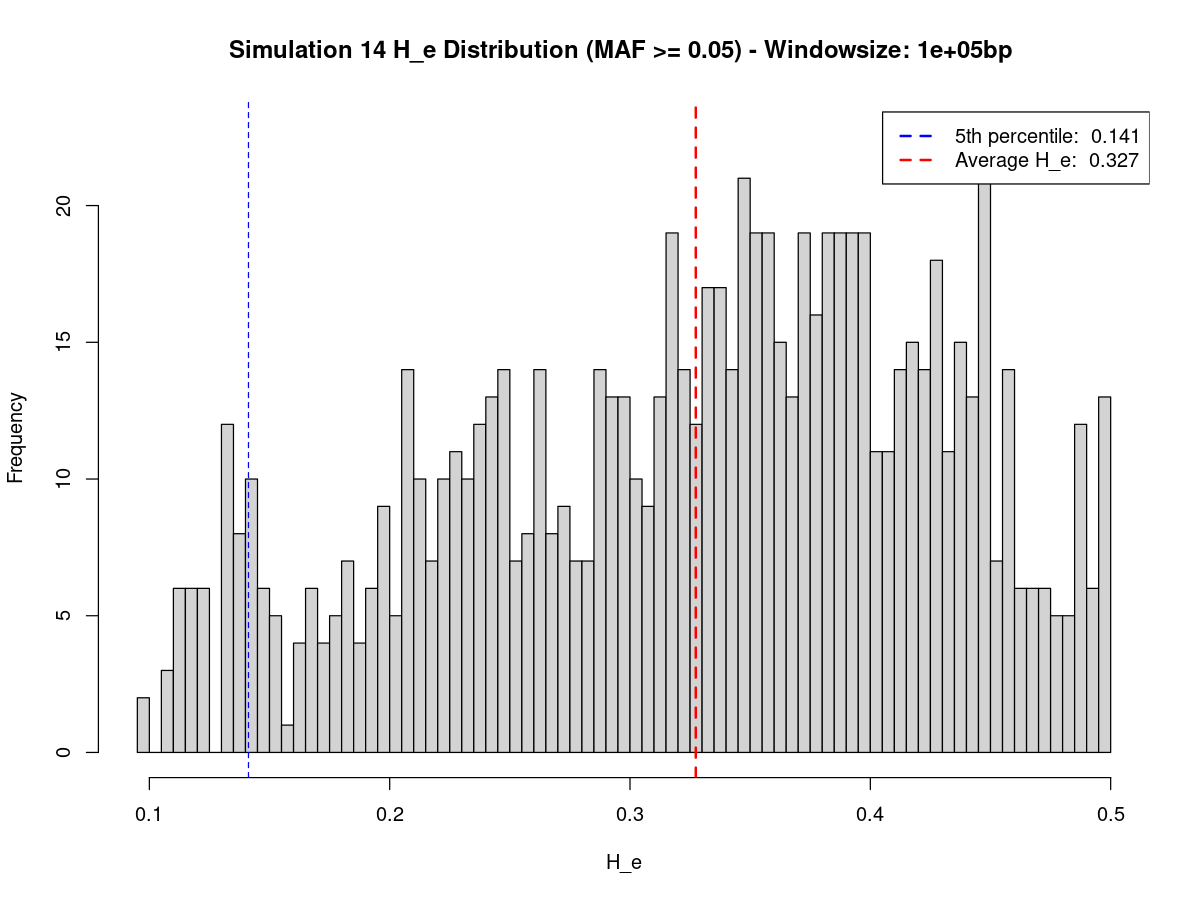 Simulation 14 H_e Distribution (MAF >= 0.05) - Windowsize: 1e+05bp
5th percentile:  0.141
Average H_e:  0.327
Frequency
20
15
10
5
0
0.1 0.2 0.3 0.4 0.5
H_e